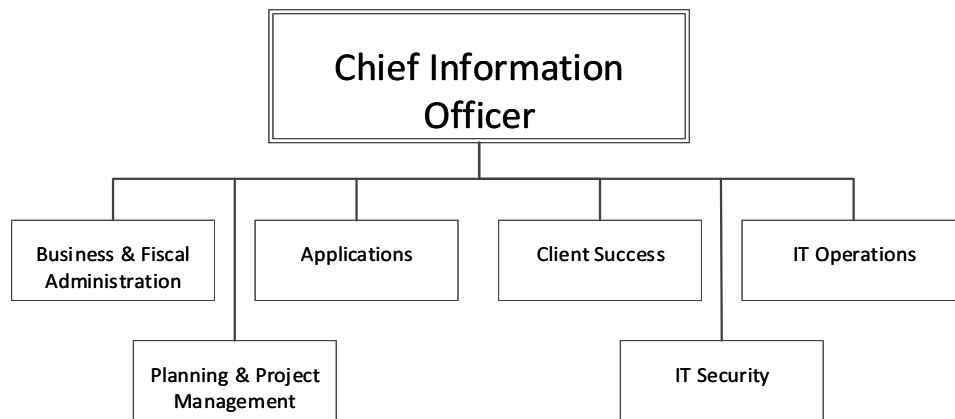 Chief Information
Officer
Business & Fiscal
Administration
Applications
Client Success
IT Operations
Planning & Project
Management
IT Security